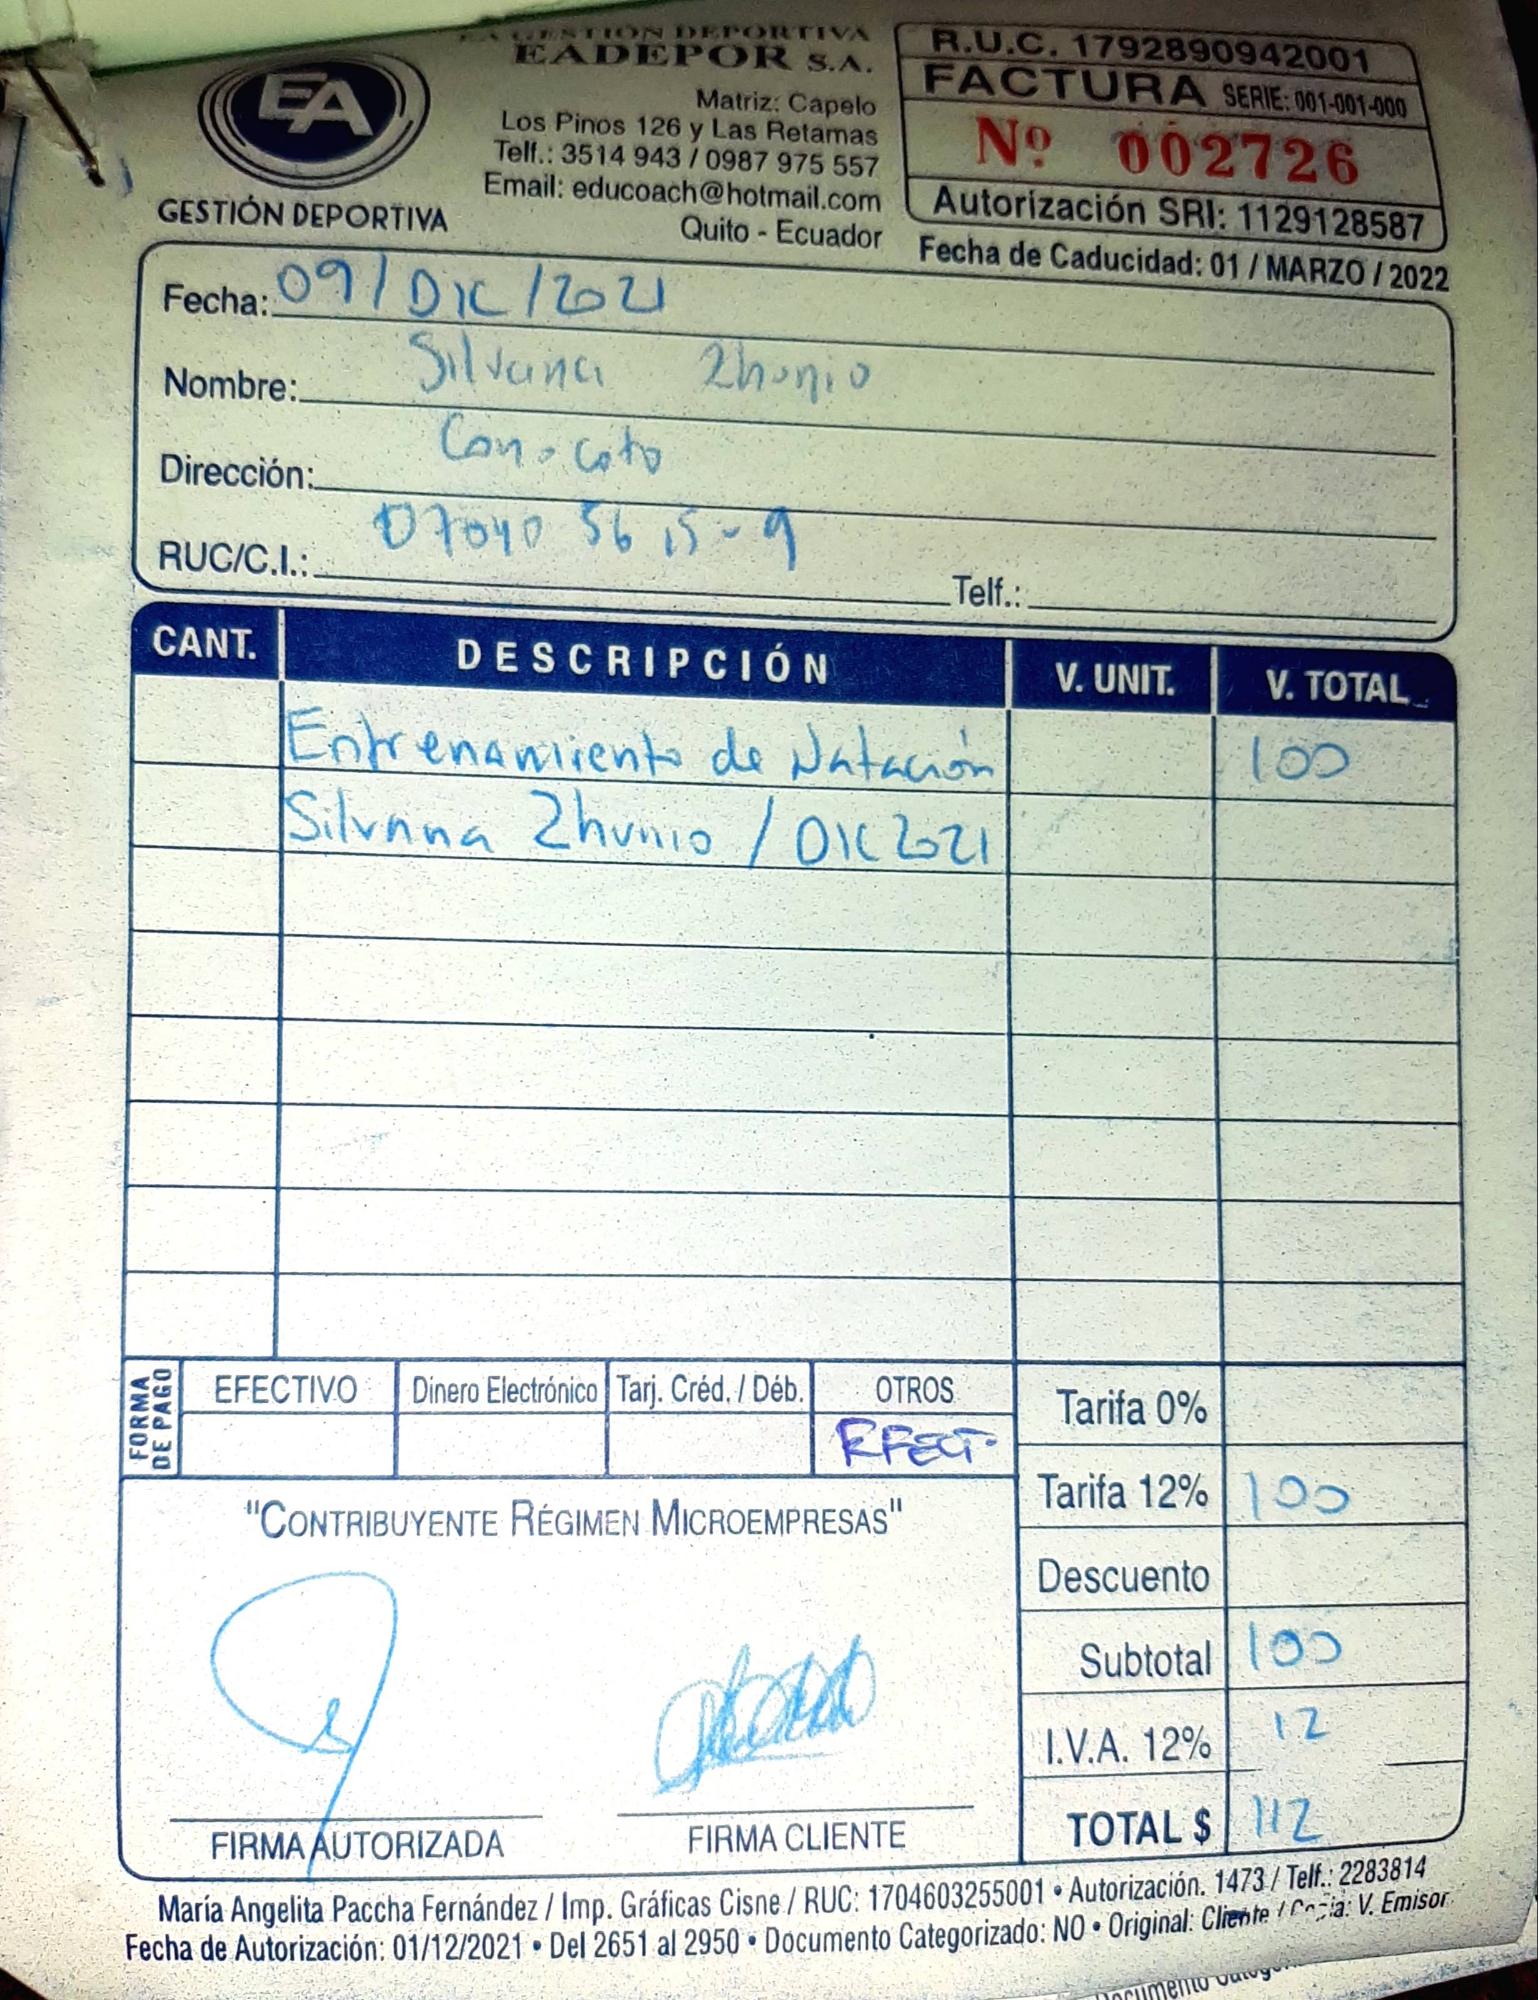 EA GESTIÓN DEPORTIVA
EADEPOR S.A.
EA
GESTIÓN DEPORTIVA
Matriz: Capelo
Los Pinos 126 y Las Retamas
Telf.: 3514 943 / 0987 975 557
Email: educoach@hotmail.com
Quito - Ecuador
R.U.C. 1792890942001
FACTURA SERIE: 001-001-000
Nº 002726
Autorización SRI: 1129128587
Fecha de Caducidad: 01 / MARZO / 2022
Fecha: 09/DIC/2021
Nombre: Silvana Zhunio
Dirección: Conocoto
RUC/C.I.: 07040 56 15-9 Telf.:
CANT. DESCRIPCIÓN V. UNIT. V. TOTAL
Entrenamiento de Natación 100
Silvana Zhunio / DIC 2021
FORMA DE PAGO
EFECTIVO Dinero Electrónico Tarj. Créd. / Déb. OTROS
EFECT.
Tarifa 0%
Tarifa 12% 100
Descuento
Subtotal 100
I.V.A. 12% 12
TOTAL $ 112
"CONTRIBUYENTE RÉGIMEN MICROEMPRESAS"
FIRMA AUTORIZADA FIRMA CLIENTE
María Angelita Paccha Fernández / Imp. Gráficas Cisne / RUC: 1704603255001 • Autorización. 1473 / Telf.: 2283814
Fecha de Autorización: 01/12/2021 • Del 2651 al 2950 • Documento Categorizado: NO • Original: Cliente / Copia: V. Emisor